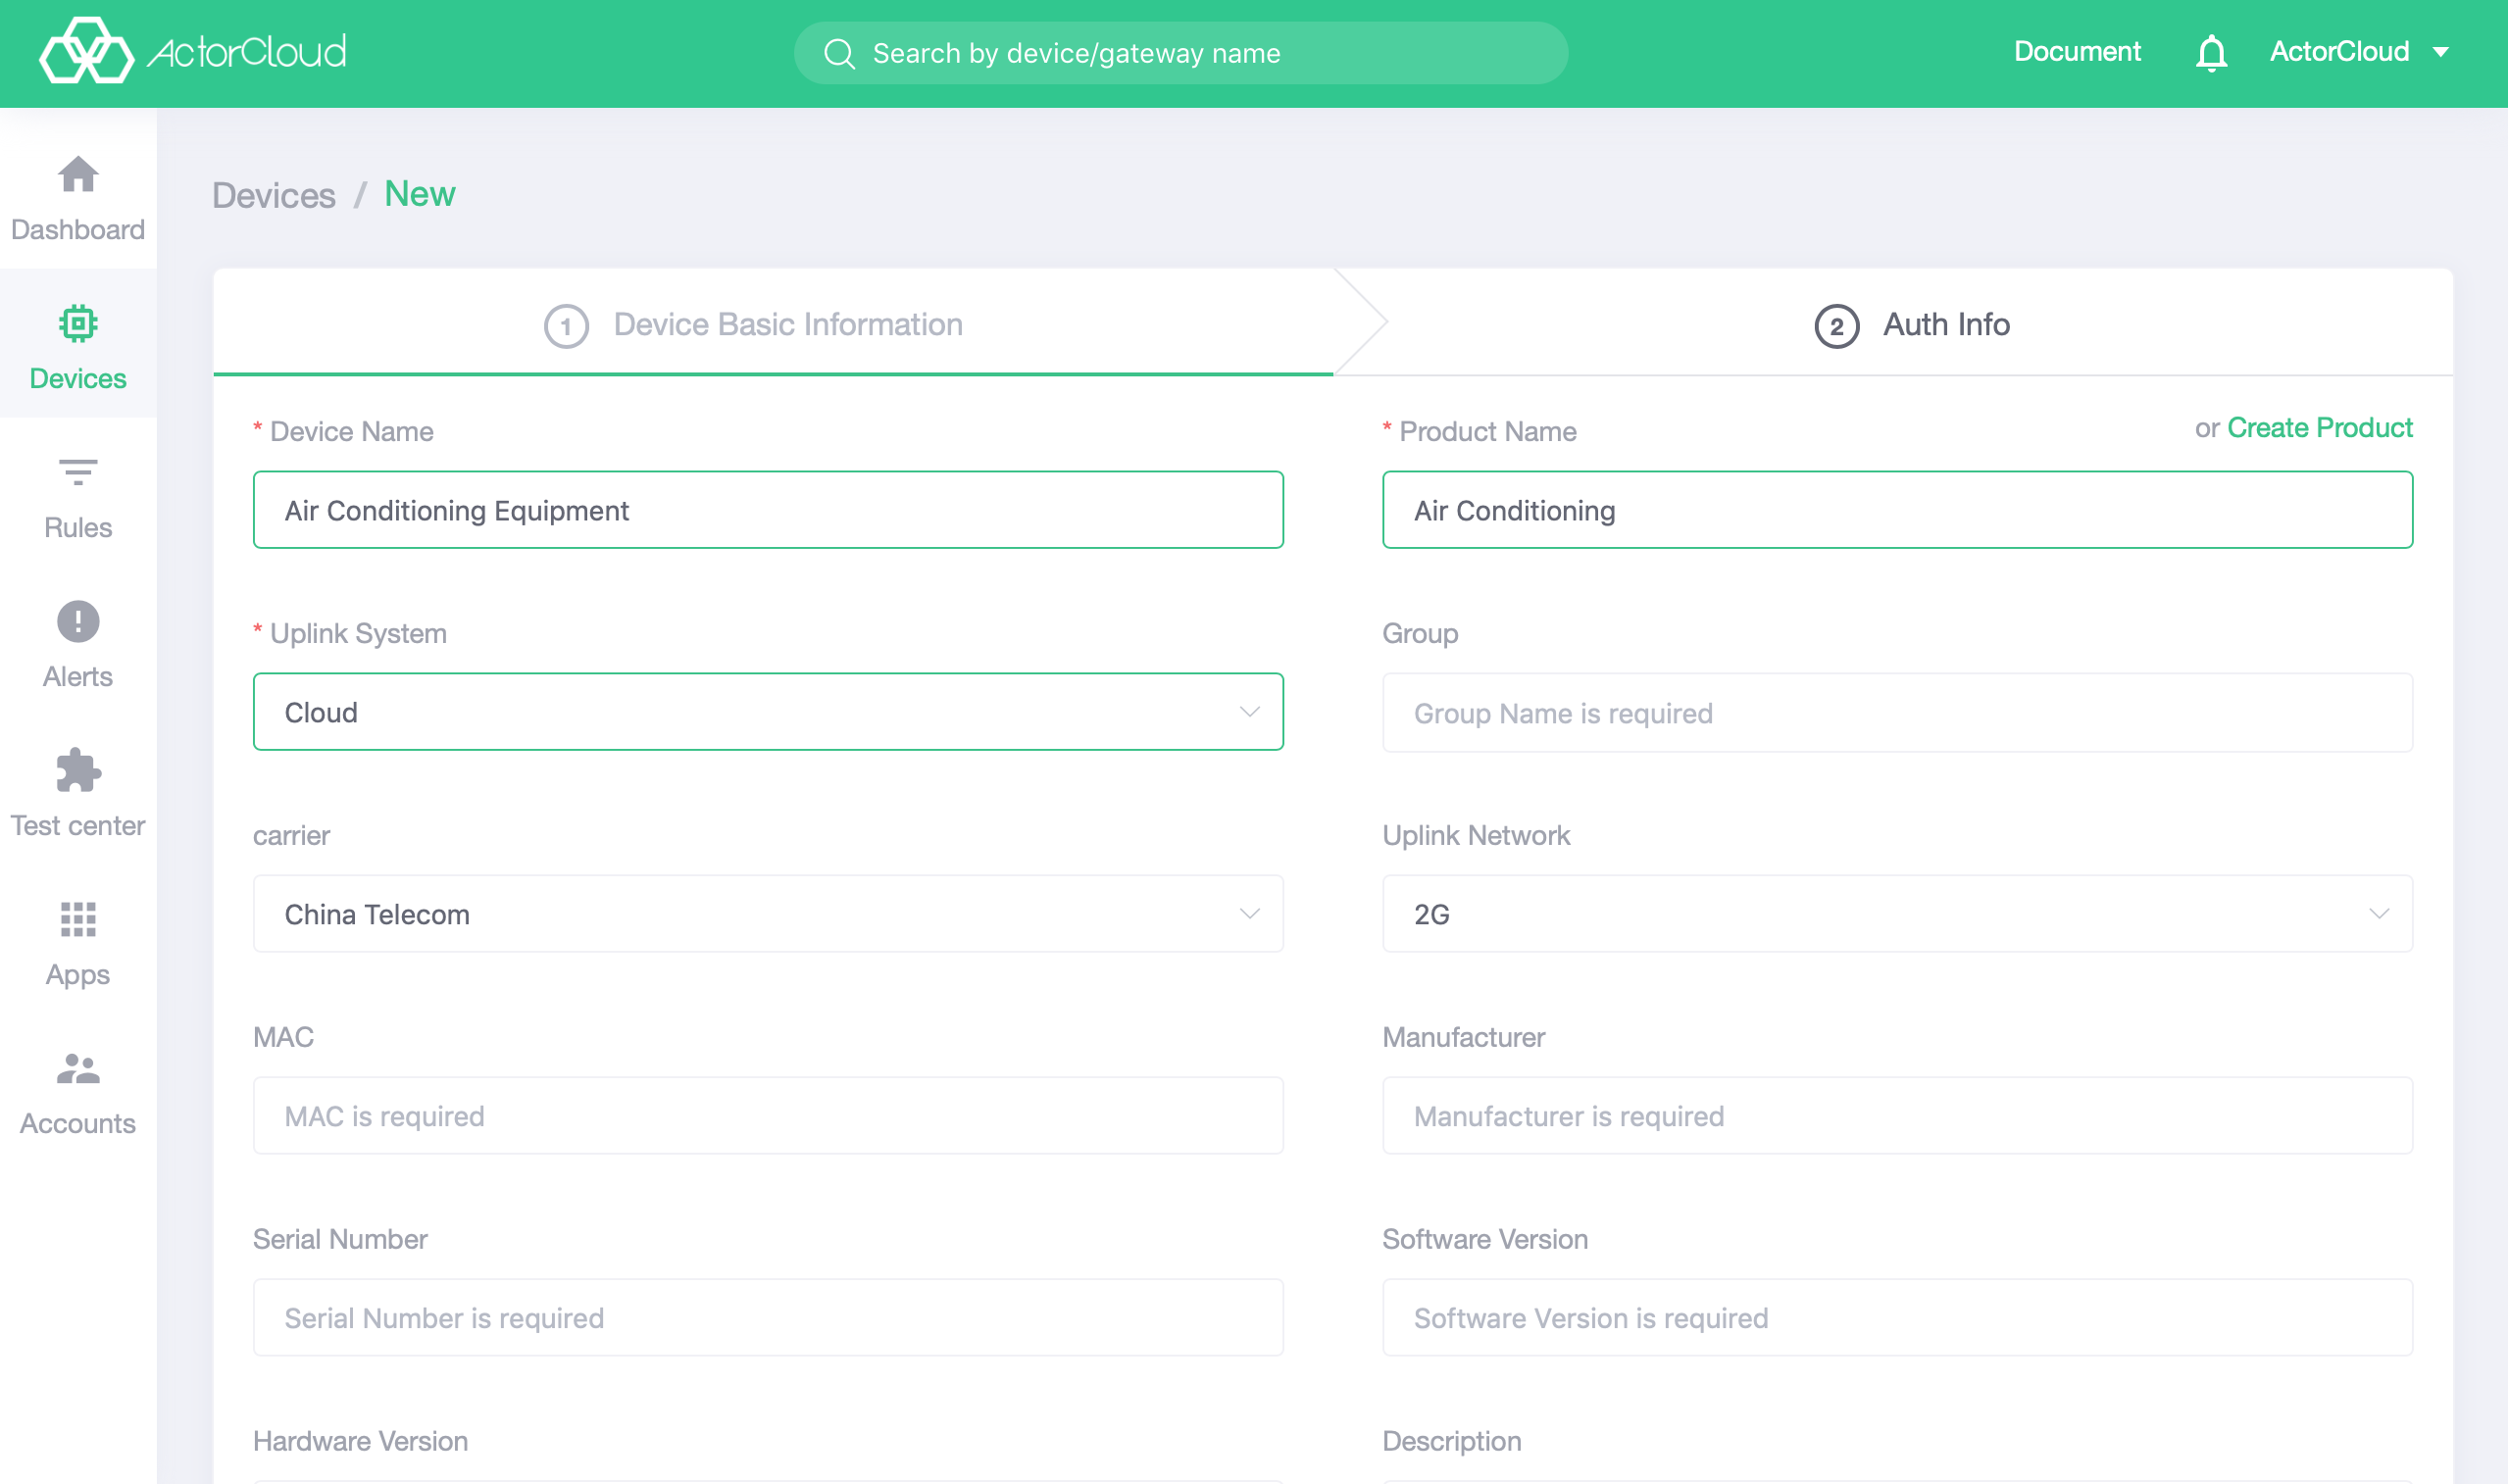 ActorCloud
Search by device/gateway name
Document
ActorCloud
Dashboard
Devices
Rules
Alerts
Test center
Apps
Accounts
Devices / New
1 Device Basic Information
2 Auth Info
* Device Name
Air Conditioning Equipment
* Product Name
or Create Product
Air Conditioning
* Uplink System
Cloud
Group
Group Name is required
carrier
China Telecom
Uplink Network
2G
MAC
MAC is required
Manufacturer
Manufacturer is required
Serial Number
Serial Number is required
Software Version
Software Version is required
Hardware Version
Description